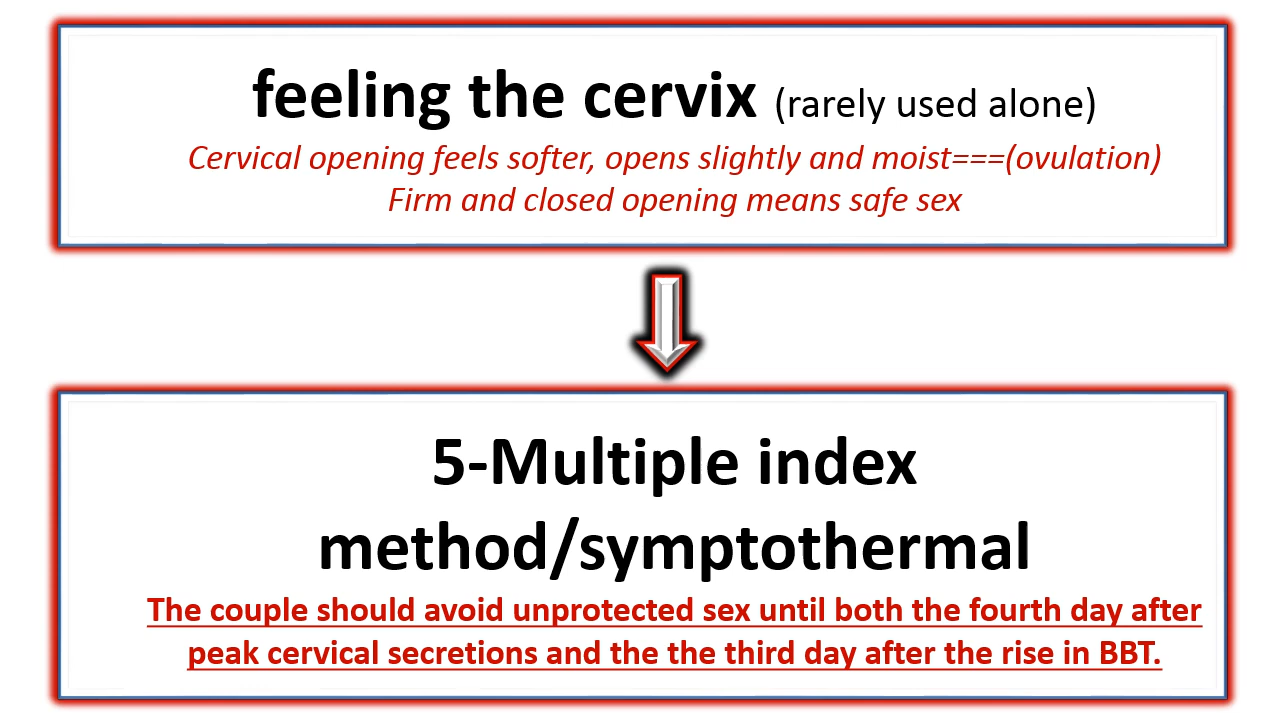 feeling the cervix (rarely used alone)
Cervical opening feels softer, opens slightly and moist===(ovulation)
Firm and closed opening means safe sex
5-Multiple index
method/symptothermal
The couple should avoid unprotected sex until both the fourth day after
peak cervical secretions and the the third day after the rise in BBT.